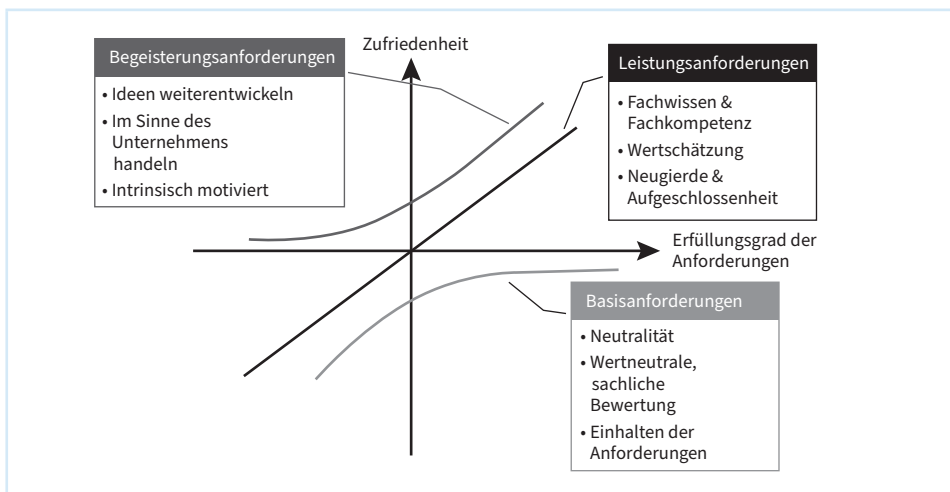 Zufriedenheit
Begeisterungsanforderungen
• Ideen weiterentwickeln
• Im Sinne des
Unternehmens
handeln
• Intrinsisch motiviert
Leistungsanforderungen
• Fachwissen &
Fachkompetenz
• Wertschätzung
• Neugierde &
Aufgeschlossenheit
Erfüllungsgrad der
Anforderungen
Basisanforderungen
• Neutralität
• Wertneutrale,
sachliche
Bewertung
• Einhalten der
Anforderungen